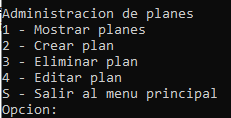 Administracion de planes
1 - Mostrar planes
2 - Crear plan
3 - Eliminar plan
4 - Editar plan
S - Salir al menu principal
Opcion: